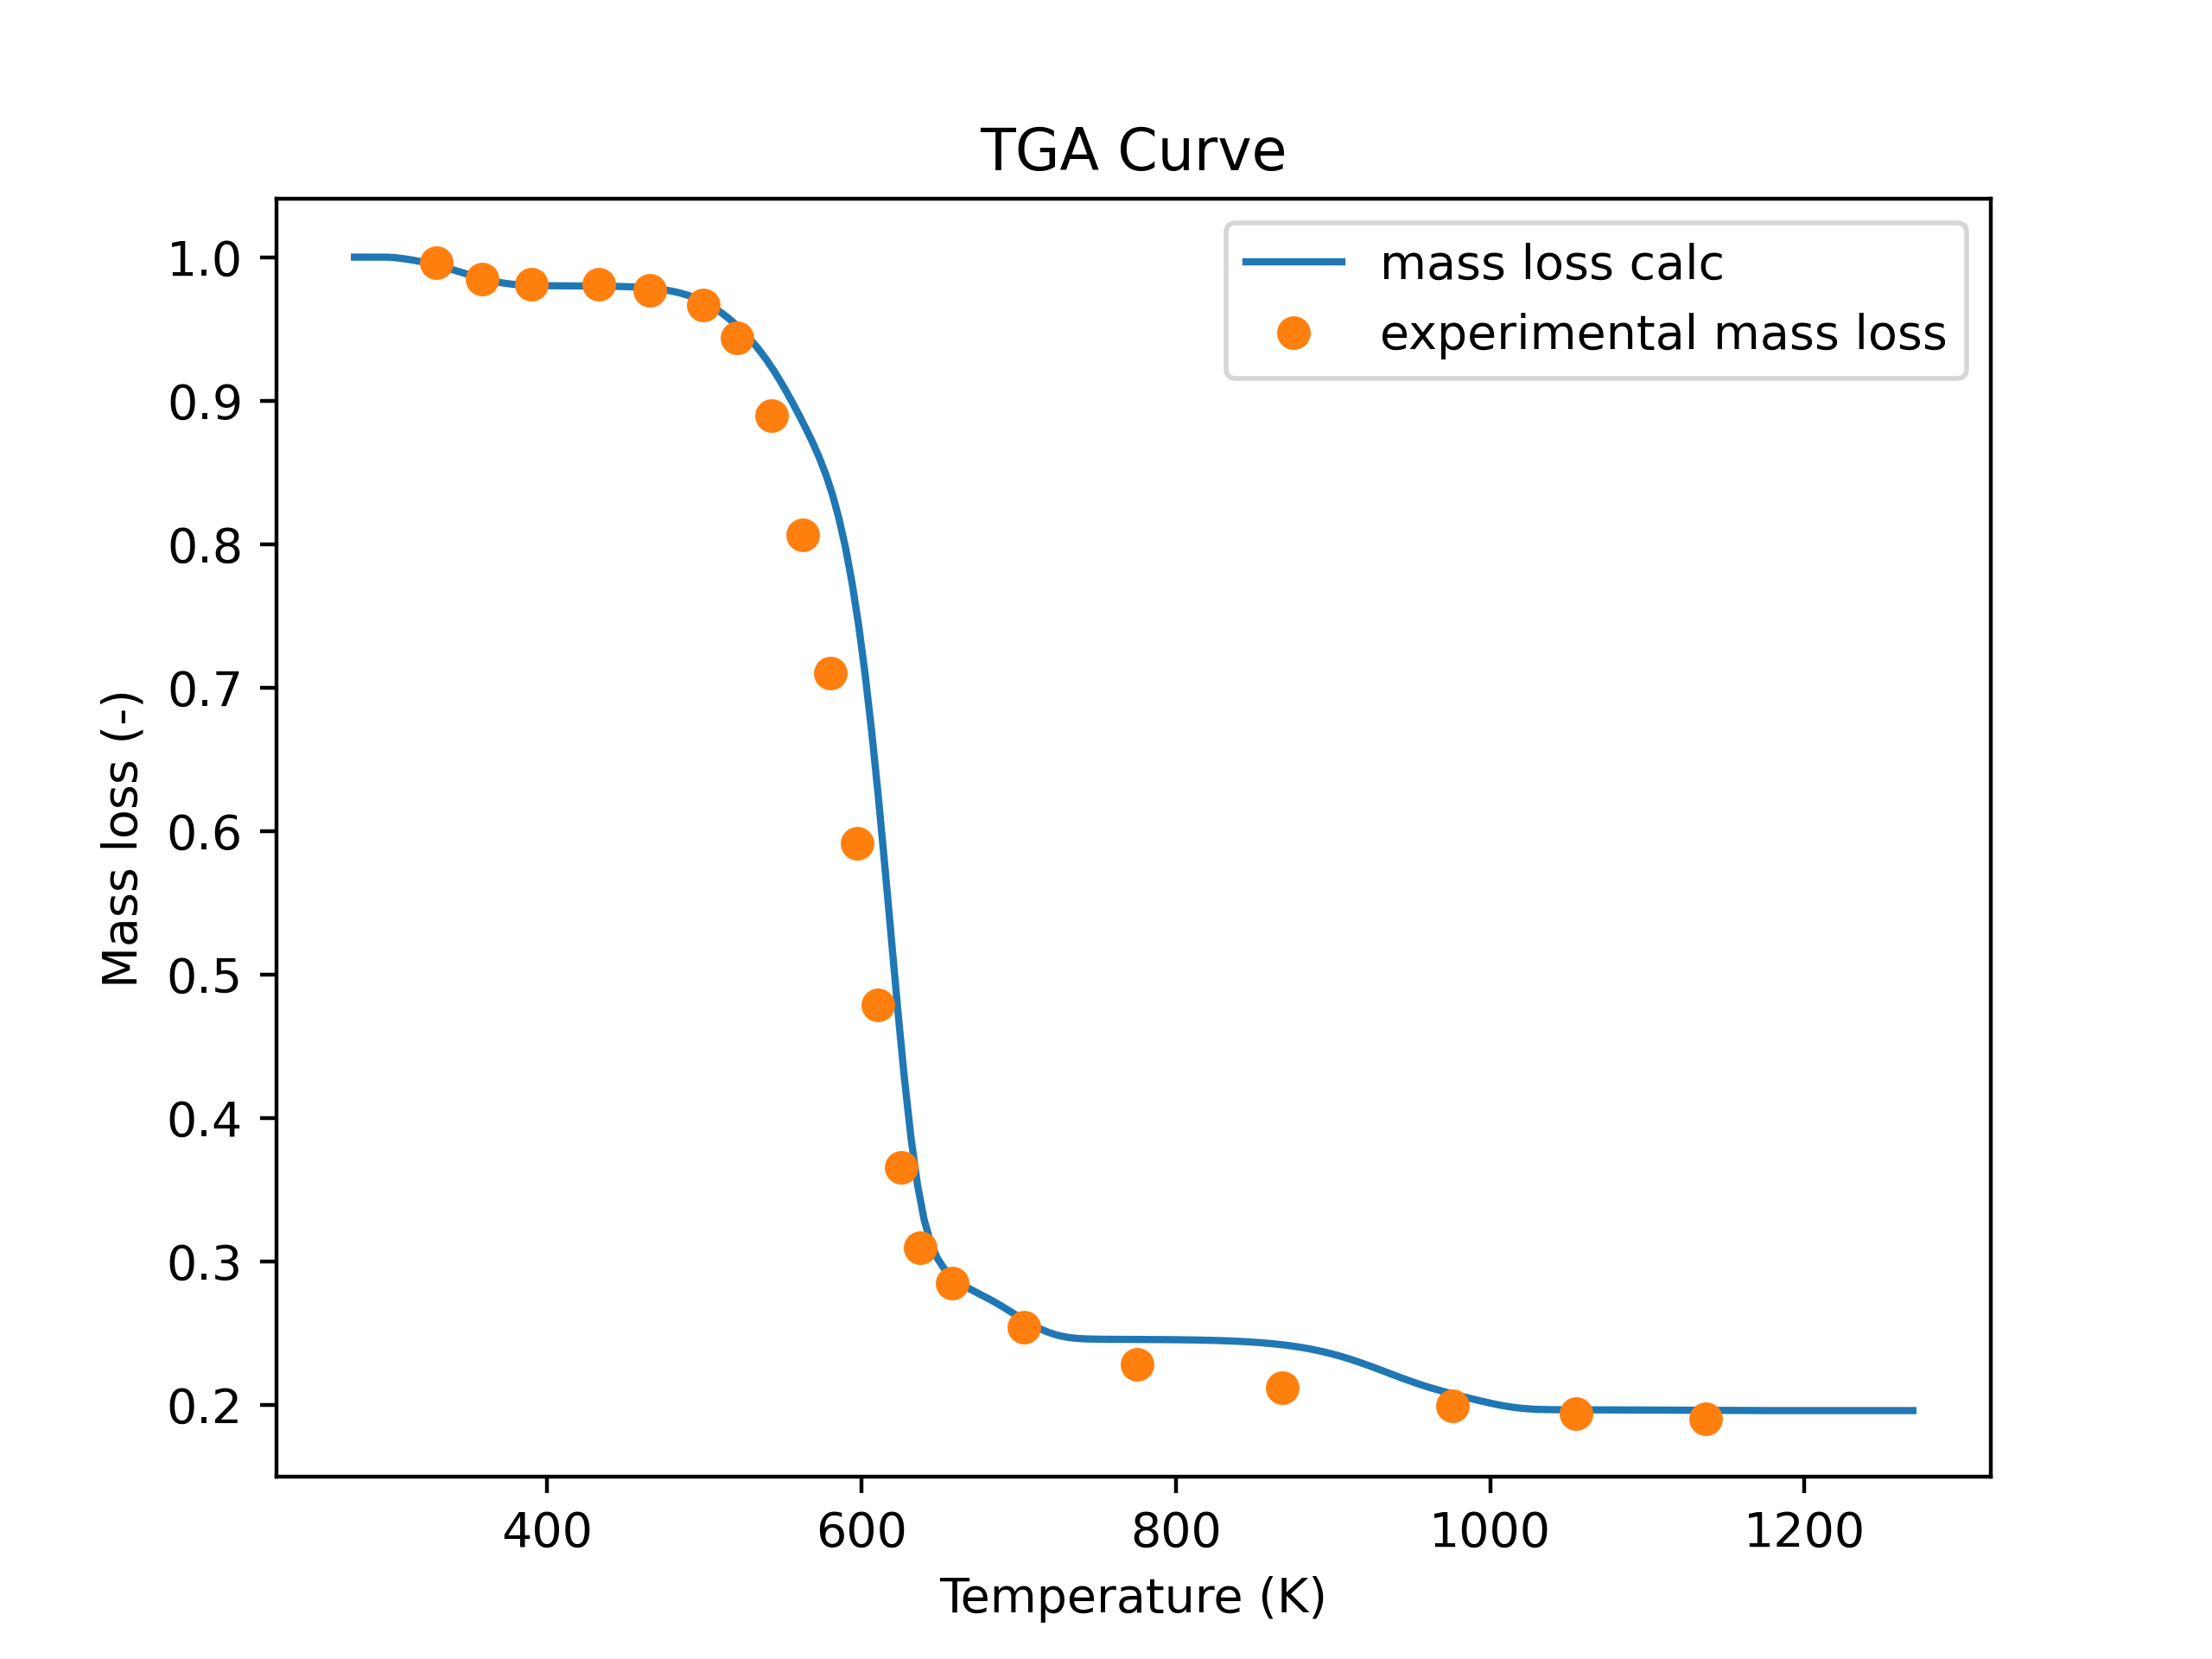 TGA Curve
mass loss calc
experimental mass loss
1.0
0.9
0.8
0.7
0.6
0.5
0.4
0.3
0.2
Mass loss (-)
400 600 800 1000 1200
Temperature (K)